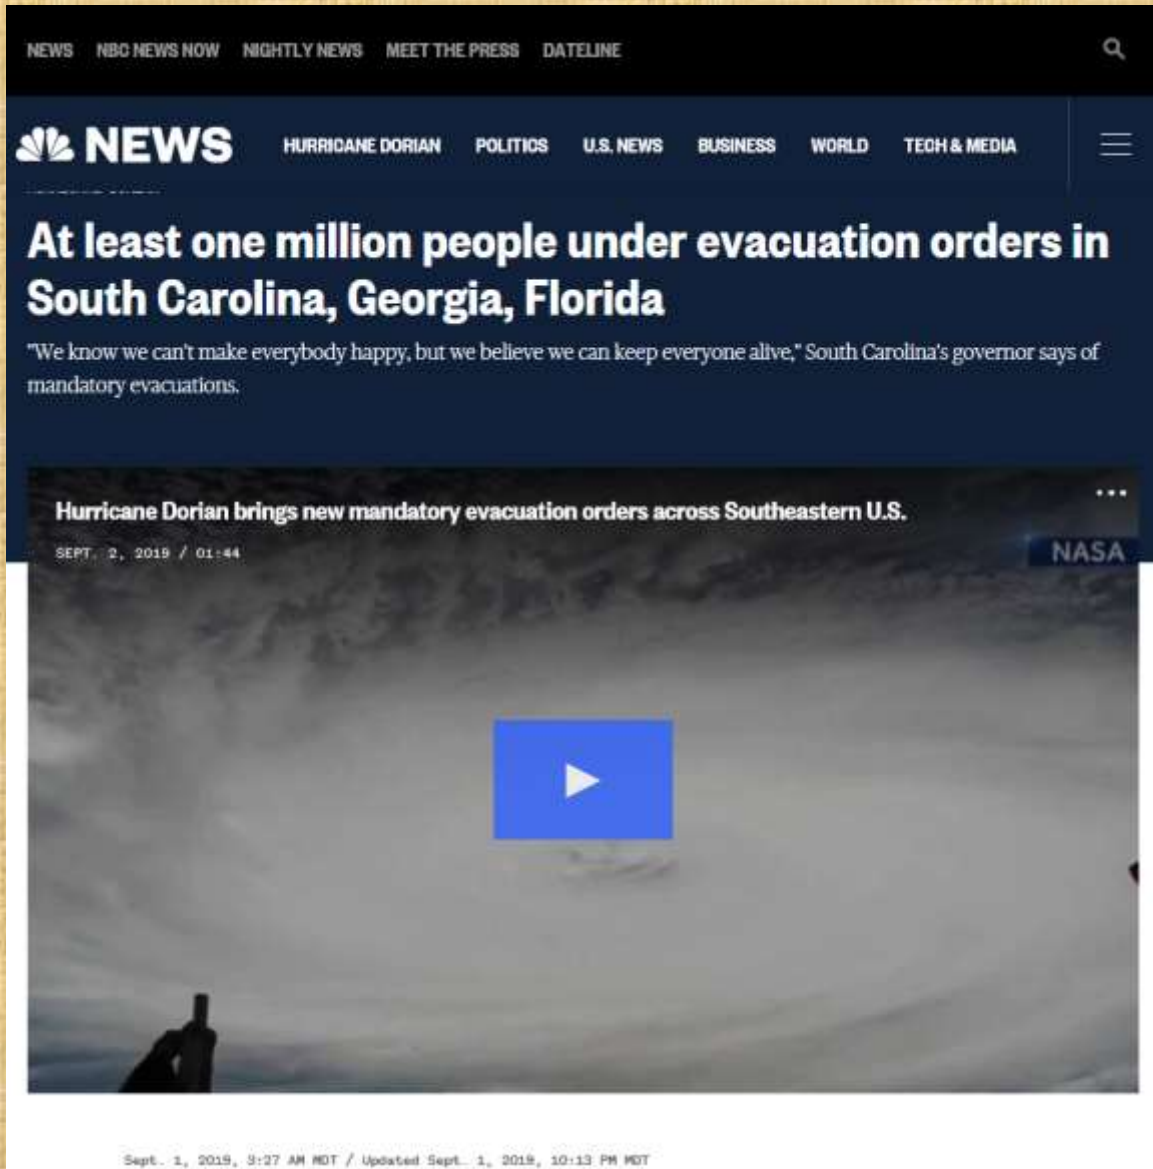 NEWS NBC NEWS NOW NIGHTLY NEWS MEET THE PRESS DATELINE
NEWS HURRICANE DORIAN POLITICS U.S. NEWS BUSINESS WORLD TECH & MEDIA
At least one million people under evacuation orders in
South Carolina, Georgia, Florida
"We know we can't make everybody happy, but we believe we can keep everyone alive," South Carolina's governor says of
mandatory evacuations.
Hurricane Dorian brings new mandatory evacuation orders across Southeastern U.S.
SEPT. 2, 2019 / 01:44
NASA
Sept. 1, 2019, 3:27 AM MDT / Updated Sept. 1, 2019, 10:13 PM MDT